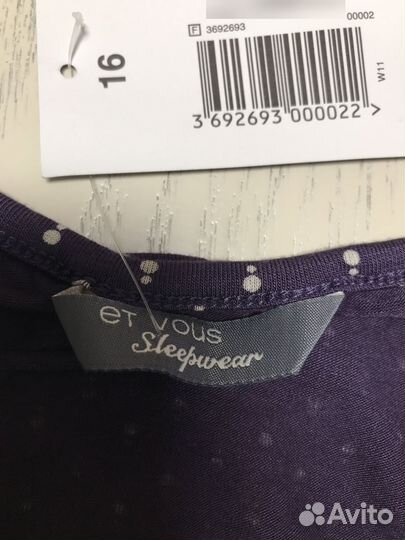 00002
F 3692693
16
W11
3 692693 000022 >
ET VOUS
Sleepwear
Avito